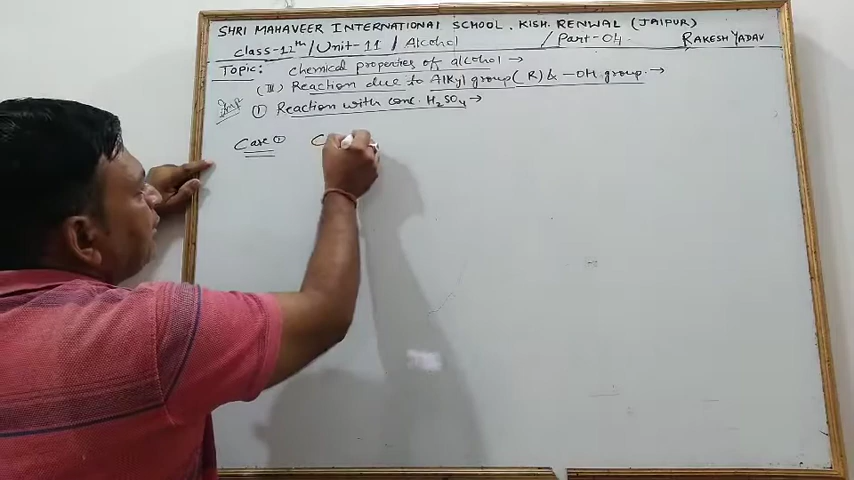 SHRI MAHAVEER INTERNATIONAL SCHOOL. KISH. RENWAL (JAIPUR)
Class-12th/Unit-11 / Alcohol / Part-04. RAKESH YADAV
Topic: chemical properties of alcohol →
(III) Reaction due to Alkyl group (R) & -OH group. →
Imp ① Reaction with conc. H2SO4 →
Case ① C